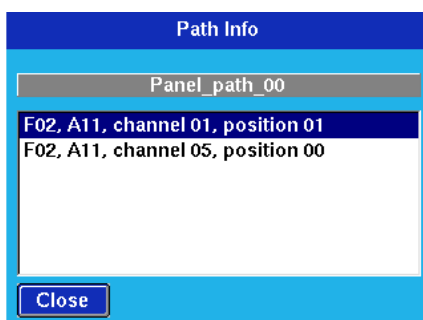 Path Info
Panel_path_00
F02, A11, channel 01, position 01
F02, A11, channel 05, position 00
Close